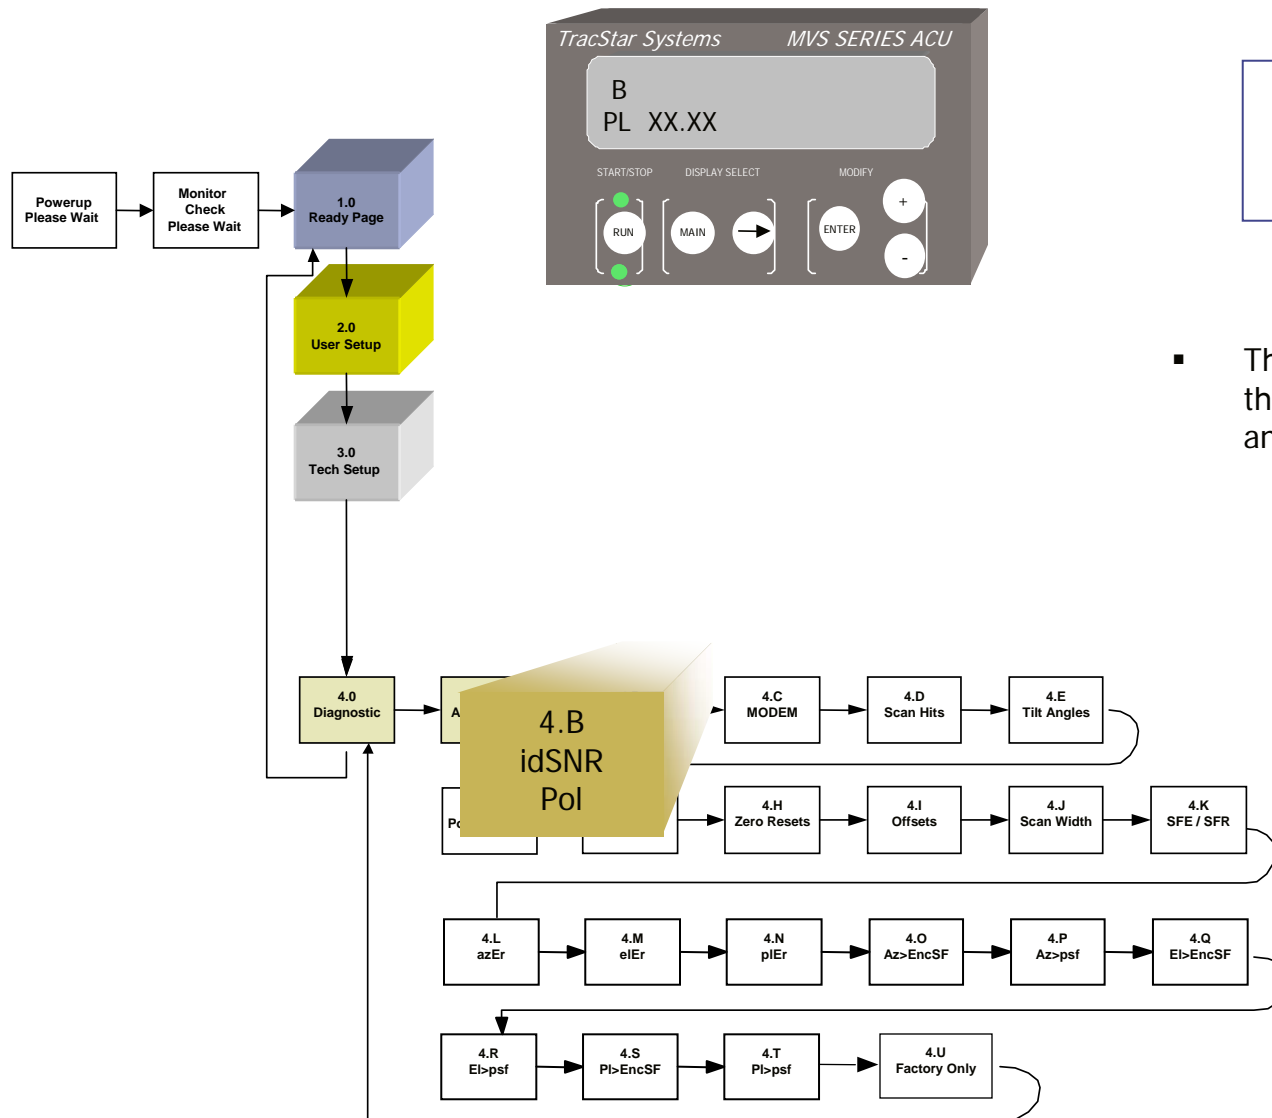 TracStar Systems MVS SERIES ACU
B
PL XX.XX
START/STOP DISPLAY SELECT MODIFY
RUN MAIN ENTER + -
Powerup
Please Wait
Monitor
Check
Please Wait
1.0
Ready Page
2.0
User Setup
3.0
Tech Setup
4.0
Diagnostic
A
4.B
idSNR
Pol
4.C
MODEM
4.D
Scan Hits
4.E
Tilt Angles
Po
4.H
Zero Resets
4.I
Offsets
4.J
Scan Width
4.K
SFE / SFR
4.L
azEr
4.M
elEr
4.N
plEr
4.O
Az>EncSF
4.P
Az>psf
4.Q
El>EncSF
4.R
El>psf
4.S
Pl>EncSF
4.T
Pl>psf
4.U
Factory Only
▪ Th
th
an